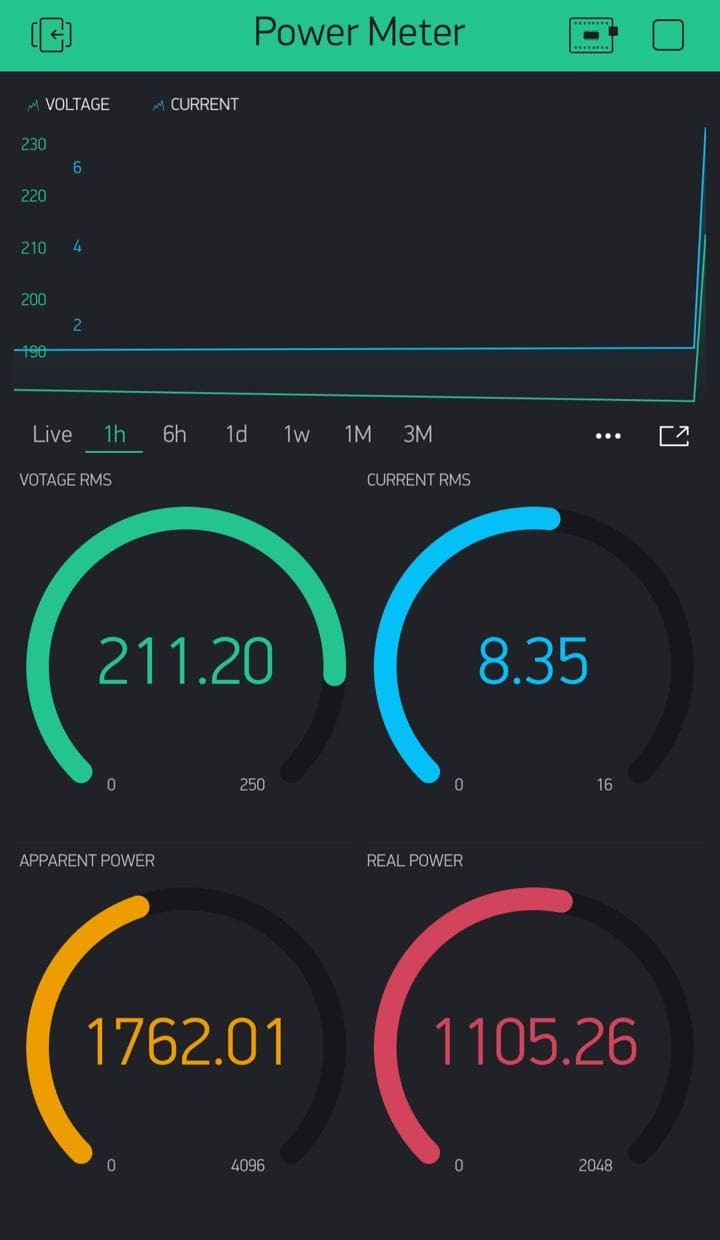 Power Meter
VOLTAGE CURRENT
230
6
220
210 4
200
2
190
Live 1h 6h 1d 1w 1M 3M
VOTAGE RMS CURRENT RMS
211.20 8.35
0 250 0 16
APPARENT POWER REAL POWER
1762.01 1105.26
0 4096 0 2048